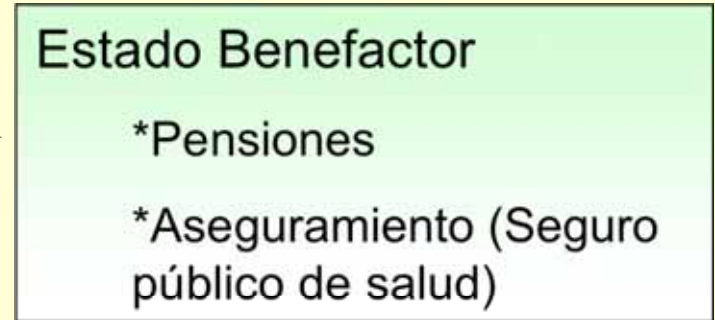 Estado Benefactor
*Pensiones
*Aseguramiento (Seguro
público de salud)